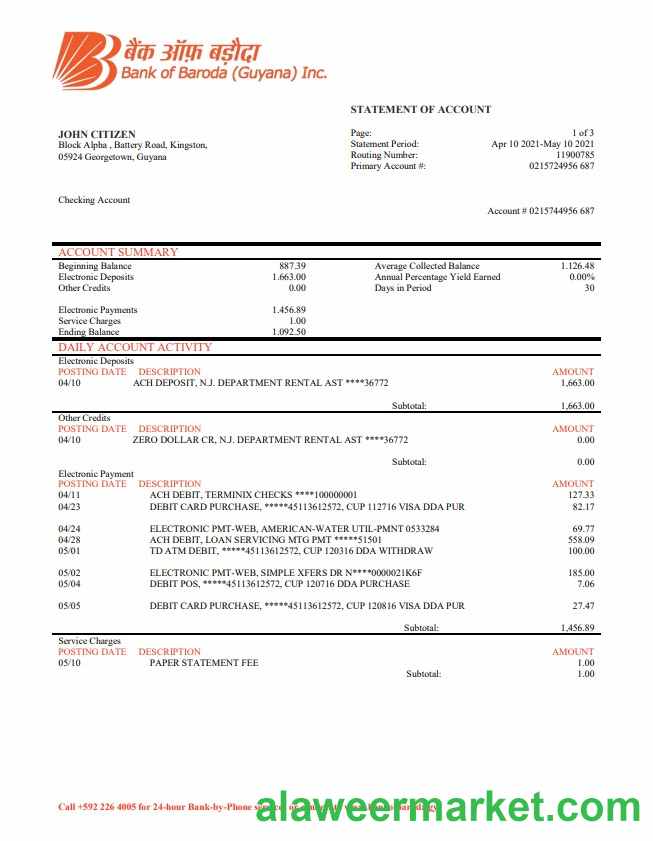 बैंक ऑफ़ बड़ौदा
Bank of Baroda (Guyana) Inc.
STATEMENT OF ACCOUNT
JOHN CITIZEN
Block Alpha , Battery Road, Kingston,
05924 Georgetown, Guyana
Page: 1 of 3
Statement Period: Apr 10 2021-May 10 2021
Routing Number: 11900785
Primary Account #: 0215724956 687
Checking Account
Account # 0215744956 687
ACCOUNT SUMMARY
Beginning Balance 887.39 Average Collected Balance 1.126.48
Electronic Deposits 1.663.00 Annual Percentage Yield Earned 0.00%
Other Credits 0.00 Days in Period 30
Electronic Payments 1.456.89
Service Charges 1.00
Ending Balance 1.092.50
DAILY ACCOUNT ACTIVITY
Electronic Deposits
POSTING DATE DESCRIPTION AMOUNT
04/10 ACH DEPOSIT, N.J. DEPARTMENT RENTAL AST ****36772 1,663.00
Subtotal: 1,663.00
Other Credits
POSTING DATE DESCRIPTION AMOUNT
04/10 ZERO DOLLAR CR, N.J. DEPARTMENT RENTAL AST ****36772 0.00
Subtotal: 0.00
Electronic Payment
POSTING DATE DESCRIPTION AMOUNT
04/11 ACH DEBIT, TERMINIX CHECKS ****100000001 127.33
04/23 DEBIT CARD PURCHASE, *****45113612572, CUP 112716 VISA DDA PUR 82.17
04/24 ELECTRONIC PMT-WEB, AMERICAN-WATER UTIL-PMNT 0533284 69.77
04/28 ACH DEBIT, LOAN SERVICING MTG PMT *****51501 558.09
05/01 TD ATM DEBIT, *****45113612572, CUP 120316 DDA WITHDRAW 100.00
05/02 ELECTRONIC PMT-WEB, SIMPLE XFERS DR N****0000021K6F 185.00
05/04 DEBIT POS, *****45113612572, CUP 120716 DDA PURCHASE 7.06
05/05 DEBIT CARD PURCHASE, *****45113612572, CUP 120816 VISA DDA PUR 27.47
Subtotal: 1,456.89
Service Charges
POSTING DATE DESCRIPTION AMOUNT
05/10 PAPER STATEMENT FEE 1.00
Subtotal: 1.00
Call +592 226 4005 for 24-hour Bank-by-Phone
alaweermarket.com